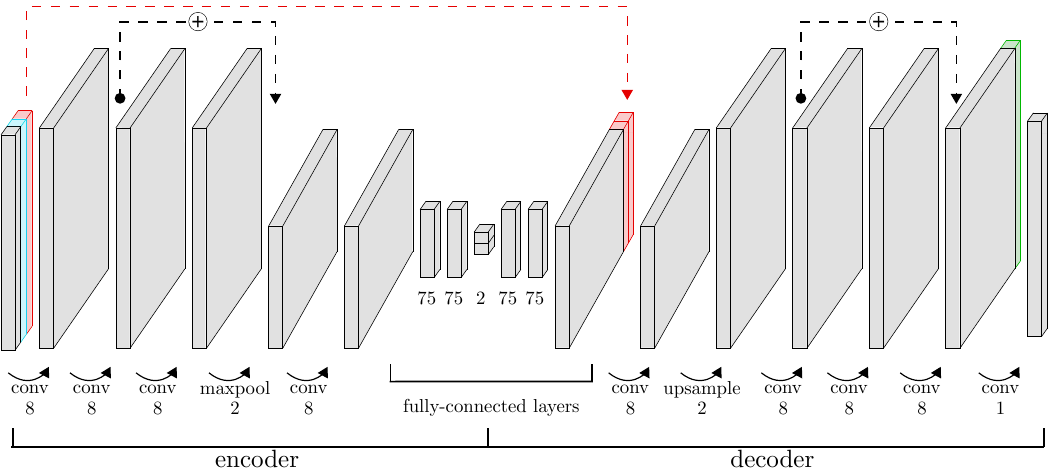 75 75 2 75 75
conv conv conv maxpool conv conv upsample conv conv conv conv
8 8 8 2 8 8 2 8 8 8 1
fully-connected layers
encoder decoder